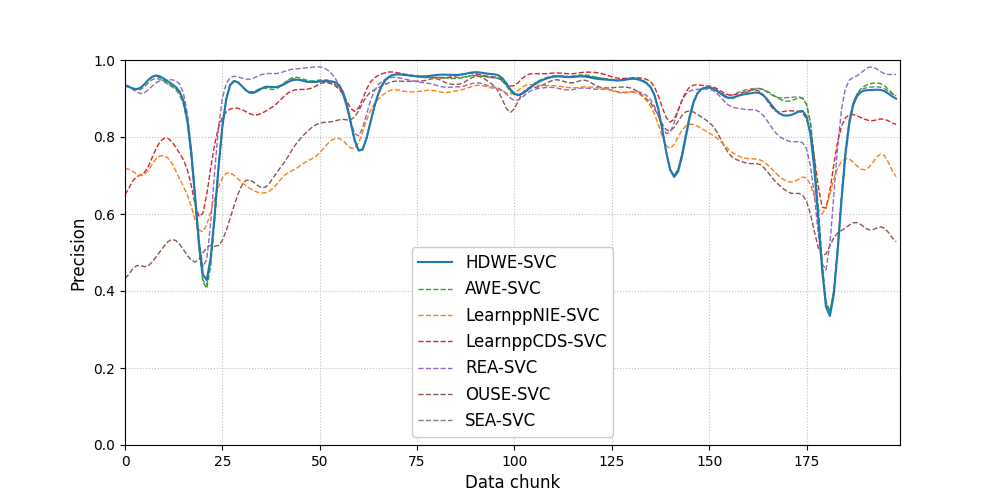 1.0
0.8
0.6
0.4
0.2
0.0
Precision
HDWE-SVC
AWE-SVC
LearnppNIE-SVC
LearnppCDS-SVC
REA-SVC
OUSE-SVC
SEA-SVC
0 25 50 75 100 125 150 175
Data chunk